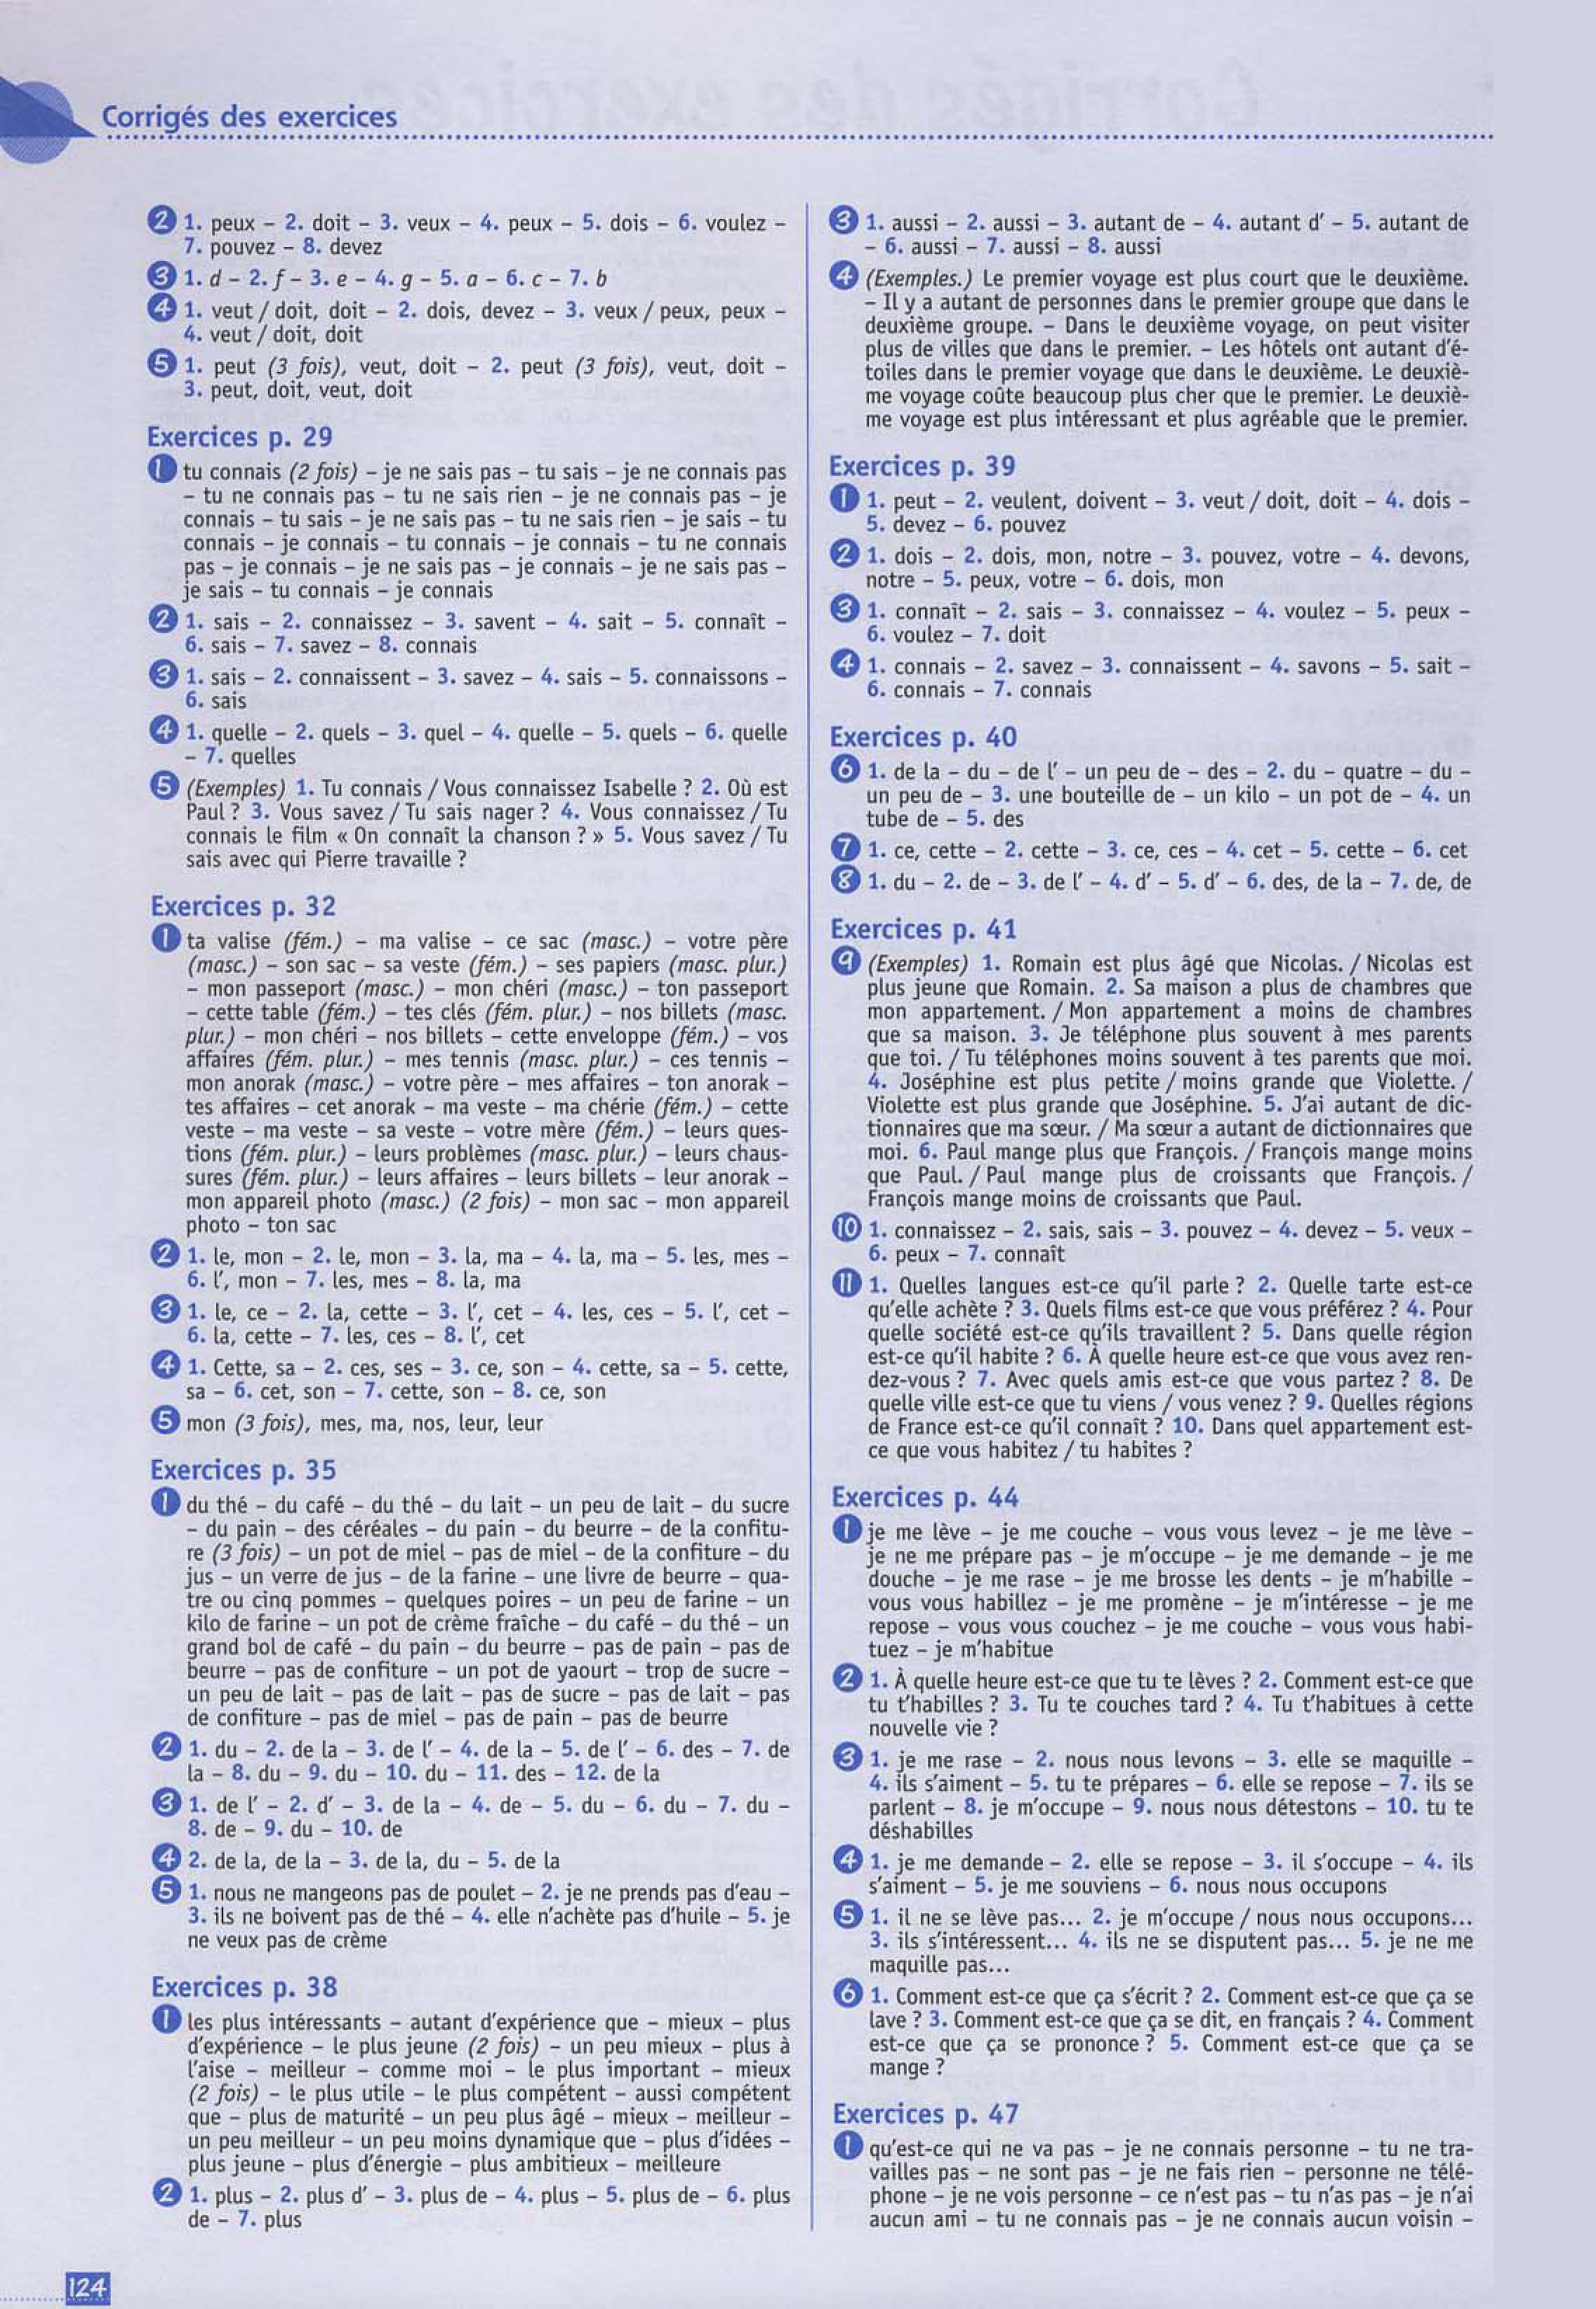 Corrigés des exercices
2 1. peux – 2. doit – 3. veux – 4. peux – 5. dois – 6. voulez –
7. pouvez – 8. devez
3 1. d – 2. f – 3. e – 4. g – 5. a – 6. c – 7. b
4 1. veut / doit, doit – 2. dois, devez – 3. veux / peux, peux –
4. veut / doit, doit
5 1. peut (3 fois), veut, doit – 2. peut (3 fois), veut, doit –
3. peut, doit, veut, doit
Exercices p. 29
1 tu connais (2 fois) – je ne sais pas – tu sais – je ne connais pas
– tu ne connais pas – tu ne sais rien – je ne connais pas – je
connais – tu sais – je ne sais pas – tu ne sais rien – je sais – tu
connais – je connais – tu connais – je connais – tu ne connais
pas – je connais – je ne sais pas – je connais – je ne sais pas –
je sais – tu connais – je connais
2 1. sais – 2. connaissez – 3. savent – 4. sait – 5. connaît –
6. sais – 7. savez – 8. connais
3 1. sais – 2. connaissent – 3. savez – 4. sais – 5. connaissons –
6. sais
4 1. quelle – 2. quels – 3. quel – 4. quelle – 5. quels – 6. quelle
– 7. quelles
5 (Exemples) 1. Tu connais / Vous connaissez Isabelle ? 2. Où est
Paul ? 3. Vous savez / Tu sais nager ? 4. Vous connaissez / Tu
connais le film « On connaît la chanson ? » 5. Vous savez / Tu
sais avec qui Pierre travaille ?
Exercices p. 32
1 ta valise (fém.) – ma valise – ce sac (masc.) – votre père
(masc.) – son sac – sa veste (fém.) – ses papiers (masc. plur.)
– mon passeport (masc.) – mon chéri (masc.) – ton passeport
– cette table (fém.) – tes clés (fém. plur.) – nos billets (masc.
plur.) – mon chéri – nos billets – cette enveloppe (fém.) – vos
affaires (fém. plur.) – mes tennis (masc. plur.) – ces tennis –
mon anorak (masc.) – votre père – mes affaires – ton anorak –
tes affaires – cet anorak – ma veste – ma chérie (fém.) – cette
veste – ma veste – sa veste – votre mère (fém.) – leurs ques-
tions (fém. plur.) – leurs problèmes (masc. plur.) – leurs chaus-
sures (fém. plur.) – leurs affaires – leurs billets – leur anorak –
mon appareil photo (masc.) (2 fois) – mon sac – mon appareil
photo – ton sac
2 1. le, mon – 2. le, mon – 3. la, ma – 4. la, ma – 5. les, mes –
6. l', mon – 7. les, mes – 8. la, ma
3 1. le, ce – 2. la, cette – 3. l', cet – 4. les, ces – 5. l', cet –
6. la, cette – 7. les, ces – 8. l', cet
4 1. Cette, sa – 2. ces, ses – 3. ce, son – 4. cette, sa – 5. cette,
sa – 6. cet, son – 7. cette, son – 8. ce, son
5 mon (3 fois), mes, ma, nos, leur, leur
Exercices p. 35
1 du thé – du café – du thé – du lait – un peu de lait – du sucre
– du pain – des céréales – du pain – du beurre – de la confitu-
re (3 fois) – un pot de miel – pas de miel – de la confiture – du
jus – un verre de jus – de la farine – une livre de beurre – qua-
tre ou cinq pommes – quelques poires – un peu de farine – un
kilo de farine – un pot de crème fraîche – du café – du thé – un
grand bol de café – du pain – du beurre – pas de pain – pas de
beurre – pas de confiture – un pot de yaourt – trop de sucre –
un peu de lait – pas de lait – pas de sucre – pas de lait – pas
de confiture – pas de miel – pas de pain – pas de beurre
2 1. du – 2. de la – 3. de l' – 4. de la – 5. de l' – 6. des – 7. de
la – 8. du – 9. du – 10. du – 11. des – 12. de la
3 1. de l' – 2. d' – 3. de la – 4. de – 5. du – 6. du – 7. du –
8. de – 9. du – 10. de
4 2. de la, de la – 3. de la, du – 5. de la
5 1. nous ne mangeons pas de poulet – 2. je ne prends pas d'eau –
3. ils ne boivent pas de thé – 4. elle n'achète pas d'huile – 5. je
ne veux pas de crème
Exercices p. 38
1 les plus intéressants – autant d'expérience que – mieux – plus
d'expérience – le plus jeune (2 fois) – un peu mieux – plus à
l'aise – meilleur – comme moi – le plus important – mieux
(2 fois) – le plus utile – le plus compétent – aussi compétent
que – plus de maturité – un peu plus âgé – mieux – meilleur –
un peu meilleur – un peu moins dynamique que – plus d'idées –
plus jeune – plus d'énergie – plus ambitieux – meilleure
2 1. plus – 2. plus d' – 3. plus de – 4. plus – 5. plus de – 6. plus
de – 7. plus
3 1. aussi – 2. aussi – 3. autant de – 4. autant d' – 5. autant de
– 6. aussi – 7. aussi – 8. aussi
4 (Exemples.) Le premier voyage est plus court que le deuxième.
– Il y a autant de personnes dans le premier groupe que dans le
deuxième groupe. – Dans le deuxième voyage, on peut visiter
plus de villes que dans le premier. – Les hôtels ont autant d'é-
toiles dans le premier voyage que dans le deuxième. Le deuxiè-
me voyage coûte beaucoup plus cher que le premier. Le deuxiè-
me voyage est plus intéressant et plus agréable que le premier.
Exercices p. 39
1 1. peut – 2. veulent, doivent – 3. veut / doit, doit – 4. dois –
5. devez – 6. pouvez
2 1. dois – 2. dois, mon, notre – 3. pouvez, votre – 4. devons,
notre – 5. peux, votre – 6. dois, mon
3 1. connaît – 2. sais – 3. connaissez – 4. voulez – 5. peux –
6. voulez – 7. doit
4 1. connais – 2. savez – 3. connaissent – 4. savons – 5. sait –
6. connais – 7. connais
Exercices p. 40
6 1. de la – du – de l' – un peu de – des – 2. du – quatre – du –
un peu de – 3. une bouteille de – un kilo – un pot de – 4. un
tube de – 5. des
7 1. ce, cette – 2. cette – 3. ce, ces – 4. cet – 5. cette – 6. cet
8 1. du – 2. de – 3. de l' – 4. d' – 5. d' – 6. des, de la – 7. de, de
Exercices p. 41
9 (Exemples) 1. Romain est plus âgé que Nicolas. / Nicolas est
plus jeune que Romain. 2. Sa maison a plus de chambres que
mon appartement. / Mon appartement a moins de chambres
que sa maison. 3. Je téléphone plus souvent à mes parents
que toi. / Tu téléphones moins souvent à tes parents que moi.
4. Joséphine est plus petite / moins grande que Violette. /
Violette est plus grande que Joséphine. 5. J'ai autant de dic-
tionnaires que ma sœur. / Ma sœur a autant de dictionnaires que
moi. 6. Paul mange plus que François. / François mange moins
que Paul. / Paul mange plus de croissants que François. /
François mange moins de croissants que Paul.
10 1. connaissez – 2. sais, sais – 3. pouvez – 4. devez – 5. veux –
6. peux – 7. connaît
11 1. Quelles langues est-ce qu'il parle ? 2. Quelle tarte est-ce
qu'elle achète ? 3. Quels films est-ce que vous préférez ? 4. Pour
quelle société est-ce qu'ils travaillent ? 5. Dans quelle région
est-ce qu'il habite ? 6. À quelle heure est-ce que vous avez ren-
dez-vous ? 7. Avec quels amis est-ce que vous partez ? 8. De
quelle ville est-ce que tu viens / vous venez ? 9. Quelles régions
de France est-ce qu'il connaît ? 10. Dans quel appartement est-
ce que vous habitez / tu habites ?
Exercices p. 44
1 je me lève – je me couche – vous vous levez – je me lève –
je ne me prépare pas – je m'occupe – je me demande – je me
douche – je me rase – je me brosse les dents – je m'habille –
vous vous habillez – je me promène – je m'intéresse – je me
repose – vous vous couchez – je me couche – vous vous habi-
tuez – je m'habitue
2 1. À quelle heure est-ce que tu te lèves ? 2. Comment est-ce que
tu t'habilles ? 3. Tu te couches tard ? 4. Tu t'habitues à cette
nouvelle vie ?
3 1. je me rase – 2. nous nous levons – 3. elle se maquille –
4. ils s'aiment – 5. tu te prépares – 6. elle se repose – 7. ils se
parlent – 8. je m'occupe – 9. nous nous détestons – 10. tu te
déshabilles
4 1. je me demande – 2. elle se repose – 3. il s'occupe – 4. ils
s'aiment – 5. je me souviens – 6. nous nous occupons
5 1. il ne se lève pas... 2. je m'occupe / nous nous occupons...
3. ils s'intéressent... 4. ils ne se disputent pas... 5. je ne me
maquille pas...
6 1. Comment est-ce que ça s'écrit ? 2. Comment est-ce que ça se
lave ? 3. Comment est-ce que ça se dit, en français ? 4. Comment
est-ce que ça se prononce ? 5. Comment est-ce que ça se
mange ?
Exercices p. 47
1 qu'est-ce qui ne va pas – je ne connais personne – tu ne tra-
vailles pas – ne sont pas – je ne fais rien – personne ne télé-
phone – je ne vois personne – ce n'est pas – tu n'as pas – je n'ai
aucun ami – tu ne connais pas – je ne connais aucun voisin –
124